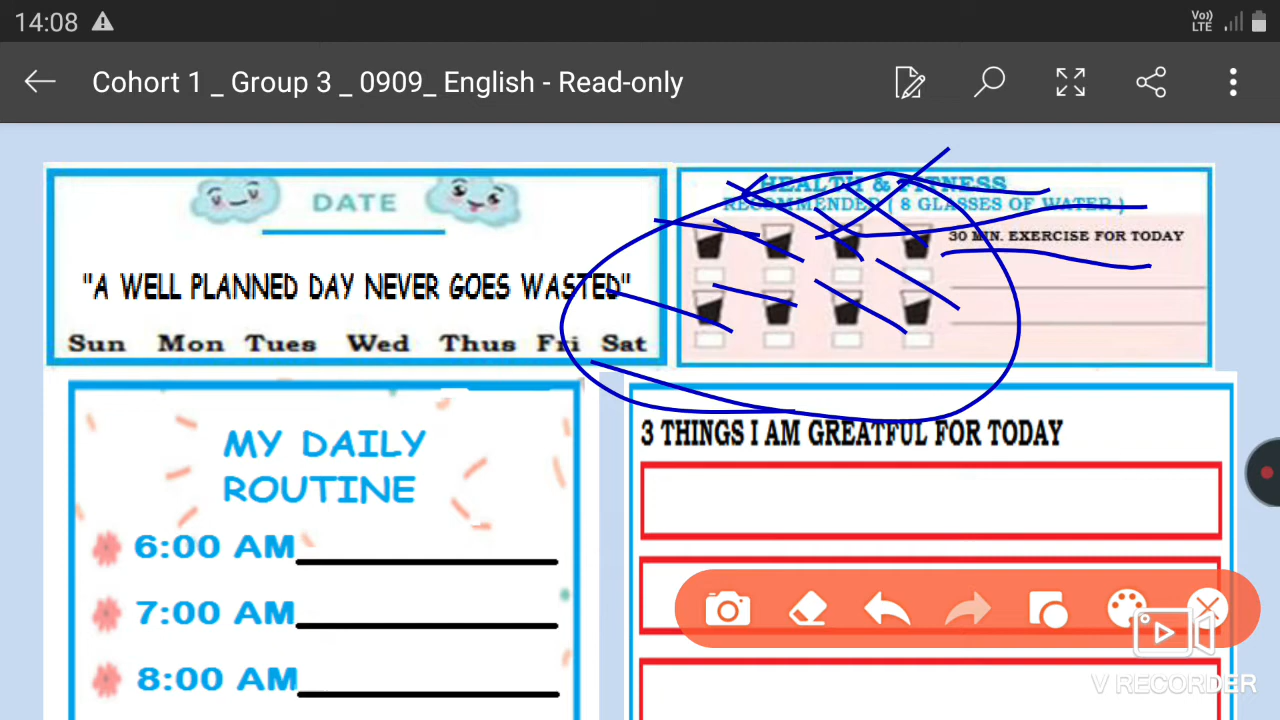 14:08
Vo) LTE
Cohort 1 _ Group 3 _ 0909_ English - Read-only
DATE
"A WELL PLANNED DAY NEVER GOES WASTED"
Sun Mon Tues Wed Thus Fri Sat
HEALTH & FITNESS
RECOMMENDED ( 8 GLASSES OF WATER )
30 MIN. EXERCISE FOR TODAY
MY DAILY
ROUTINE
6:00 AM
7:00 AM
8:00 AM
3 THINGS I AM GREATFUL FOR TODAY
V RECORDER